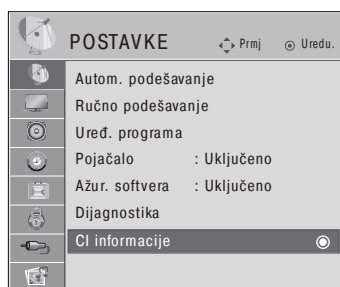 POSTAVKE Prmj Uredu.
Autom. podešavanje
Ručno podešavanje
Uređ. programa
Pojačalo : Uključeno
Ažur. softvera : Uključeno
Dijagnostika
CI informacije